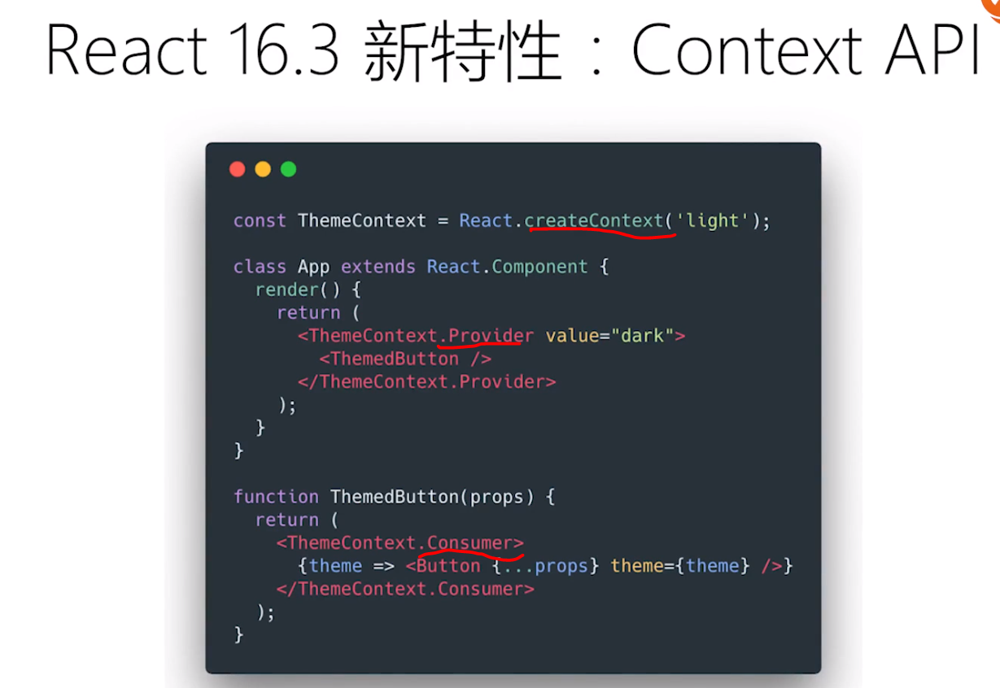 React 16.3 新特性：Context API
const ThemeContext = React.createContext('light');
class App extends React.Component {
render() {
return (
<ThemeContext.Provider value="dark">
<ThemedButton />
</ThemeContext.Provider>
);
}
}
function ThemedButton(props) {
return (
<ThemeContext.Consumer>
{theme => <Button {...props} theme={theme} />}
</ThemeContext.Consumer>
);
}